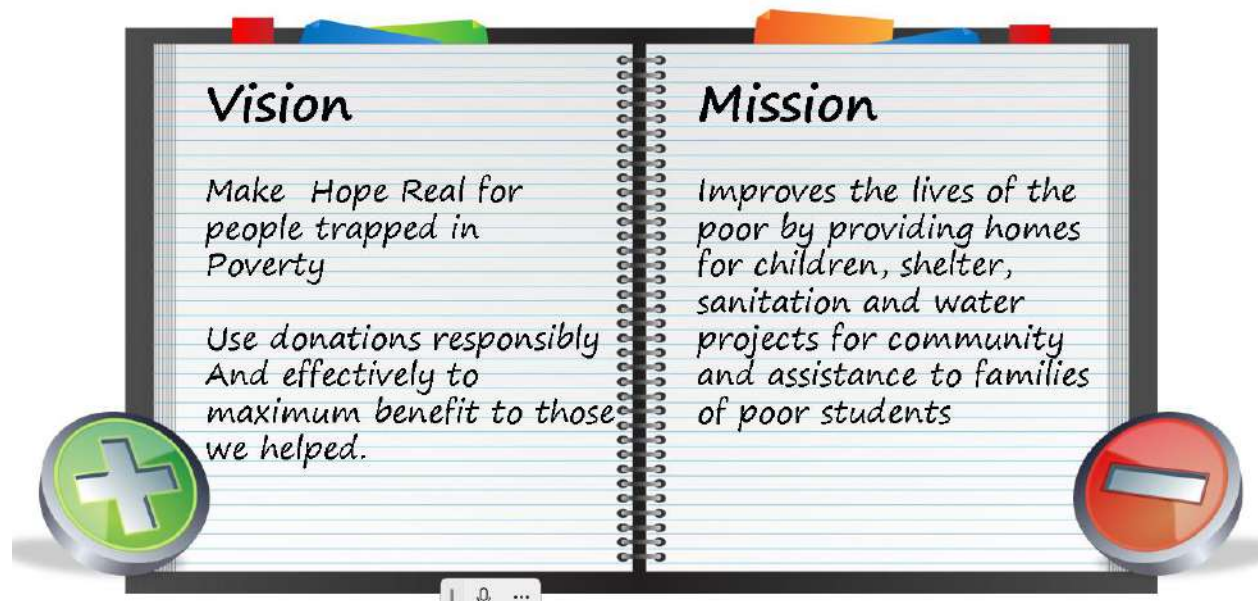 Vision
Make Hope Real for
people trapped in
Poverty
Use donations responsibly
And effectively to
maximum benefit to those
we helped.
Mission
Improves the lives of the
poor by providing homes
for children, shelter,
sanitation and water
projects for community
and assistance to families
of poor students